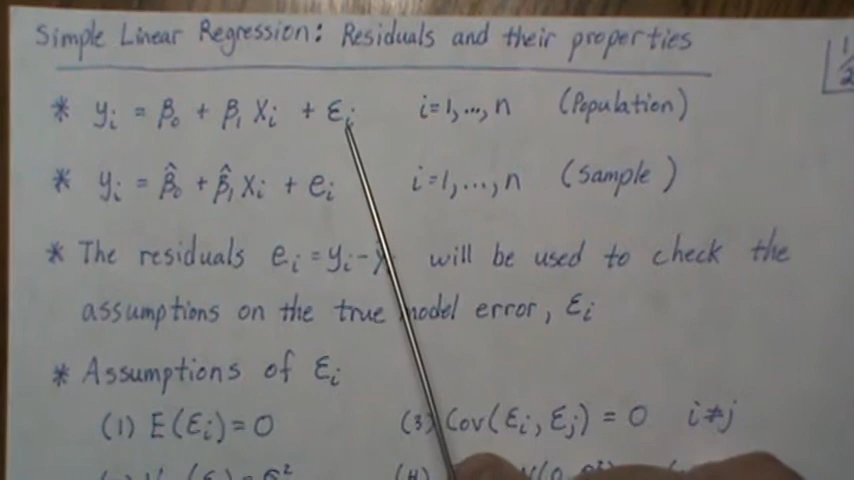 Simple Linear Regression: Residuals and their properties
1/2
* yᵢ = β₀ + β₁ Xᵢ + εᵢ i=1,...,n (Population)
* yᵢ = β̂₀ + β̂₁ Xᵢ + eᵢ i=1,...,n (Sample)
* The residuals eᵢ = yᵢ - will be used to check the
assumptions on the true model error, εᵢ
* Assumptions of εᵢ
(1) E(εᵢ) = 0 (3) Cov(εᵢ, εⱼ) = 0 i≠j